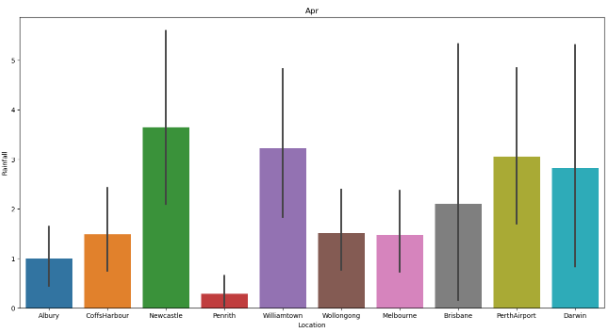 Apr
Rainfall
5
4
3
2
1
0
Albury CoffsHarbour Newcastle Penrith Williamtown Wollongong Melbourne Brisbane PerthAirport Darwin
Location